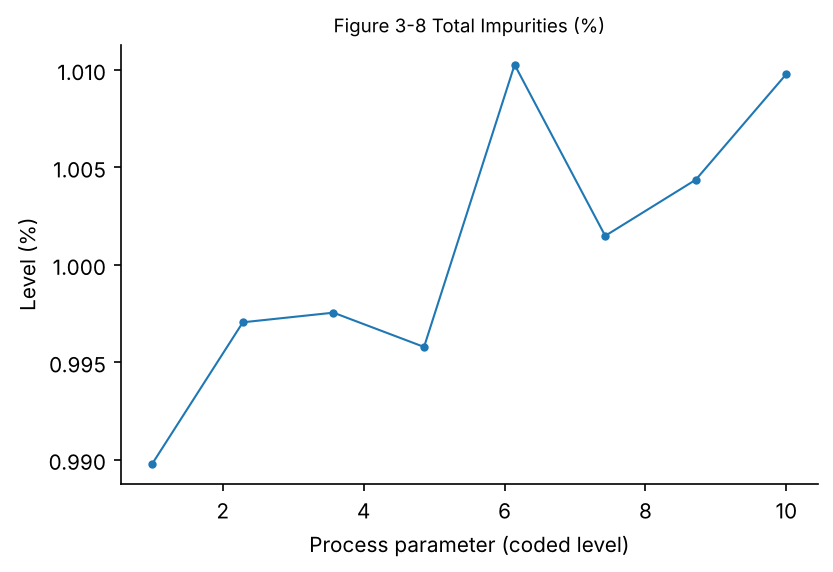 Figure 3-8 Total Impurities (%)
1.010
1.005
1.000
0.995
0.990
Level (%)
2 4 6 8 10
Process parameter (coded level)